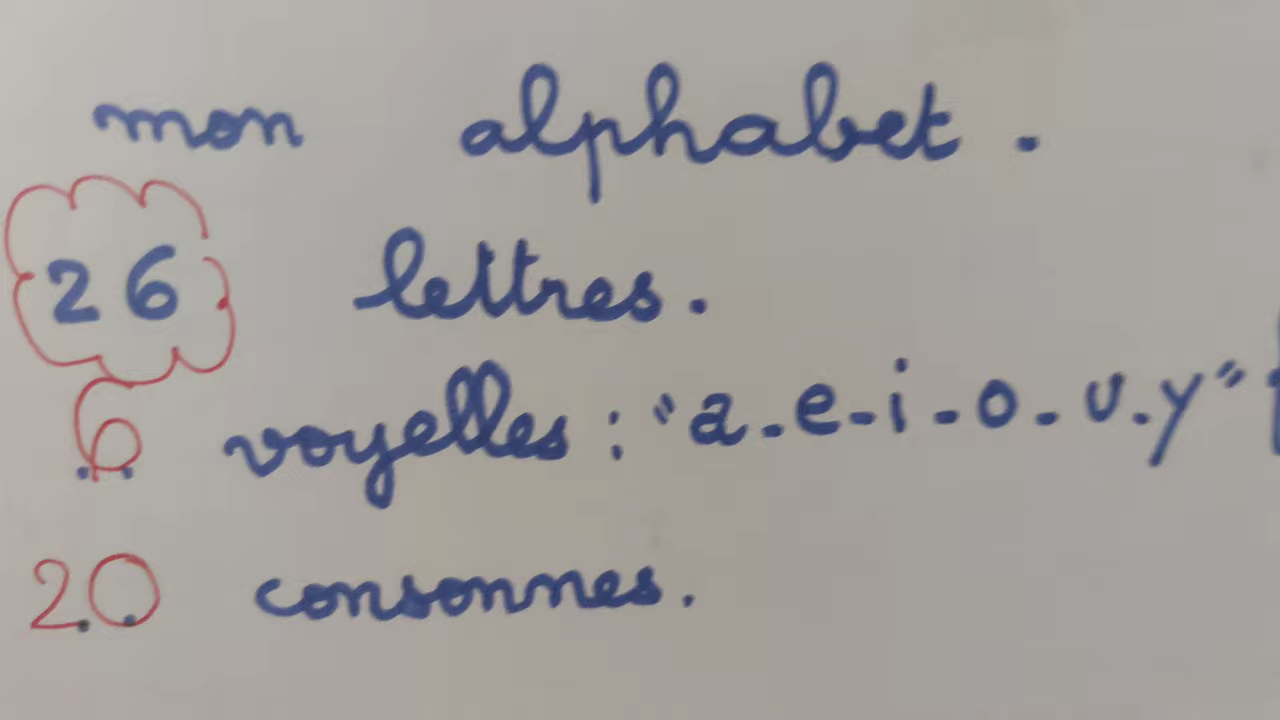 mon alphabet.
26 lettres.
6 voyelles : "a.e-i-o-u.y"
20 consonnes.